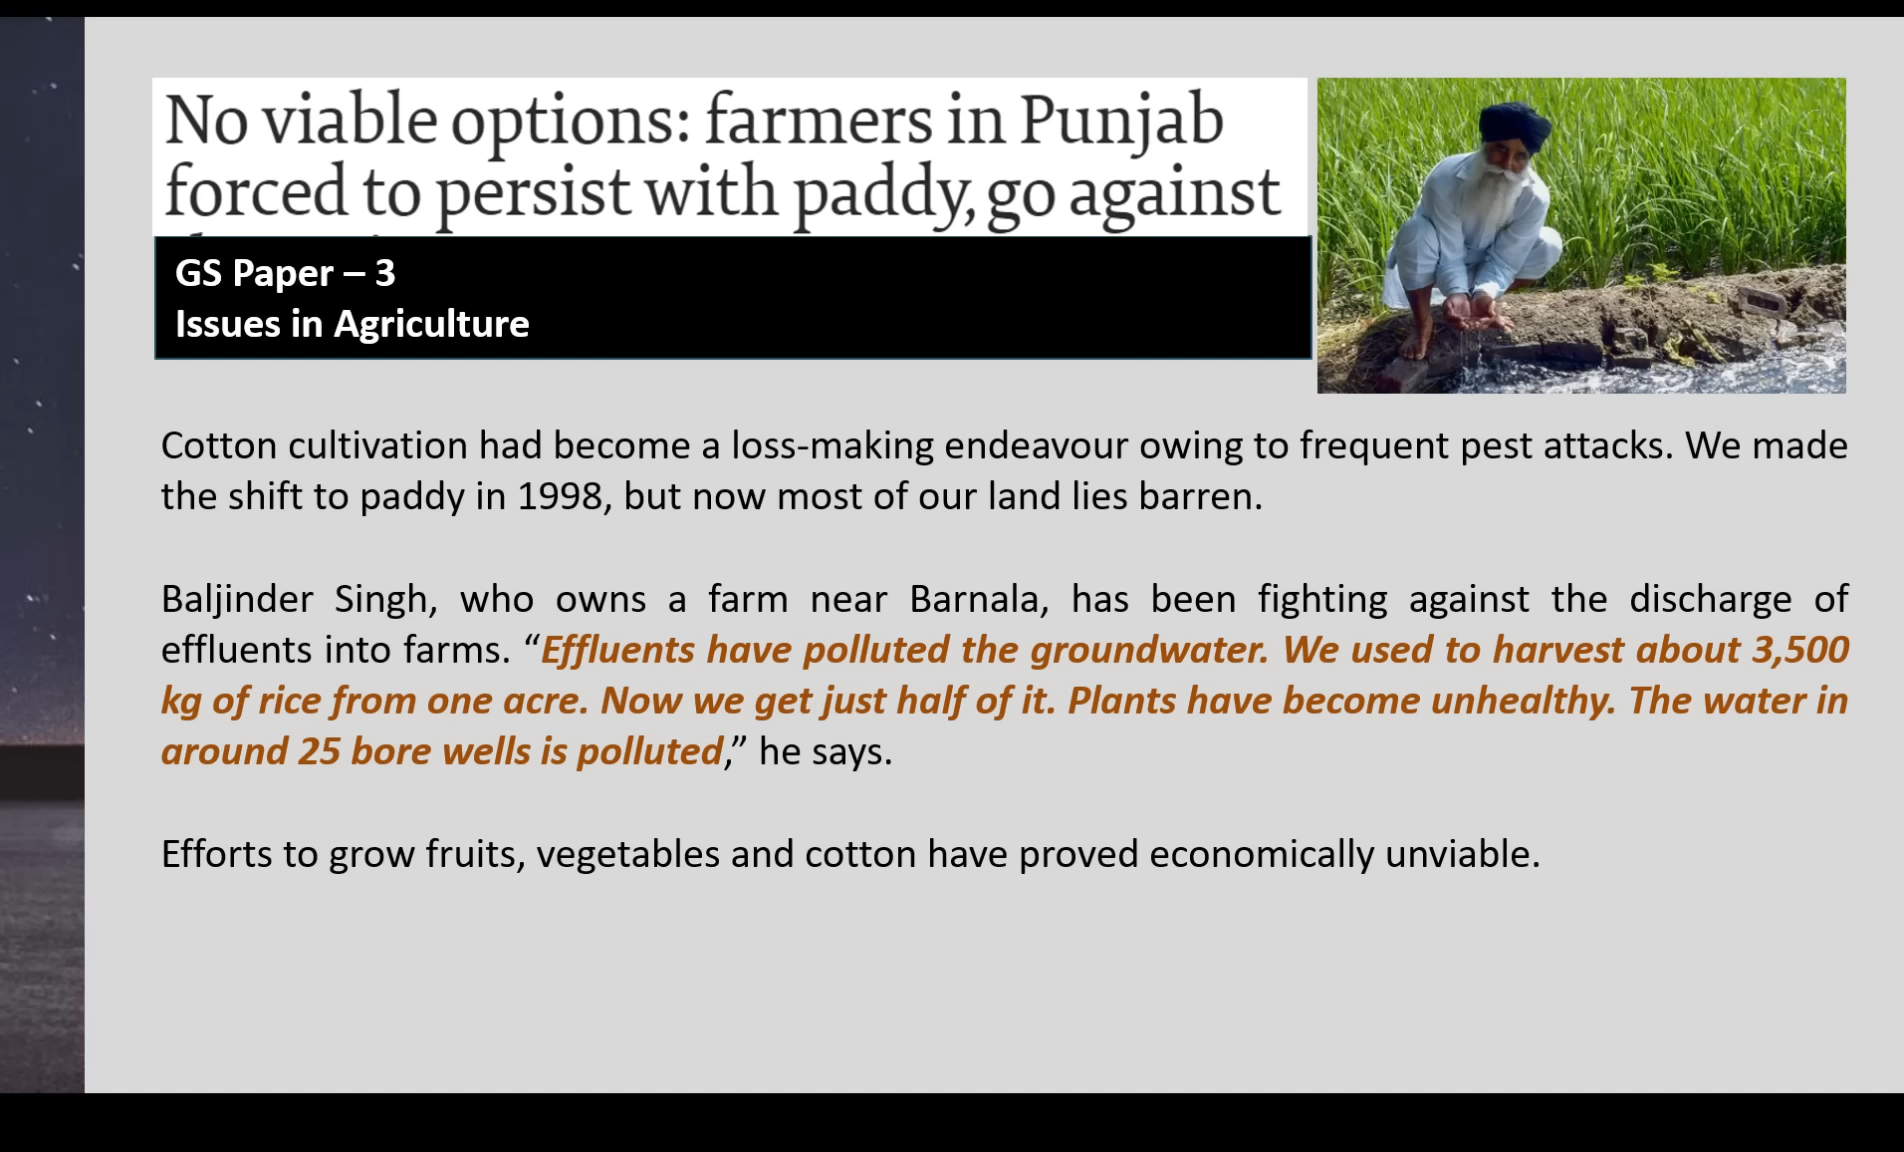 No viable options: farmers in Punjab
forced to persist with paddy, go against
GS Paper – 3
Issues in Agriculture
Cotton cultivation had become a loss-making endeavour owing to frequent pest attacks. We made
the shift to paddy in 1998, but now most of our land lies barren.
Baljinder Singh, who owns a farm near Barnala, has been fighting against the discharge of
effluents into farms. “Effluents have polluted the groundwater. We used to harvest about 3,500
kg of rice from one acre. Now we get just half of it. Plants have become unhealthy. The water in
around 25 bore wells is polluted,” he says.
Efforts to grow fruits, vegetables and cotton have proved economically unviable.